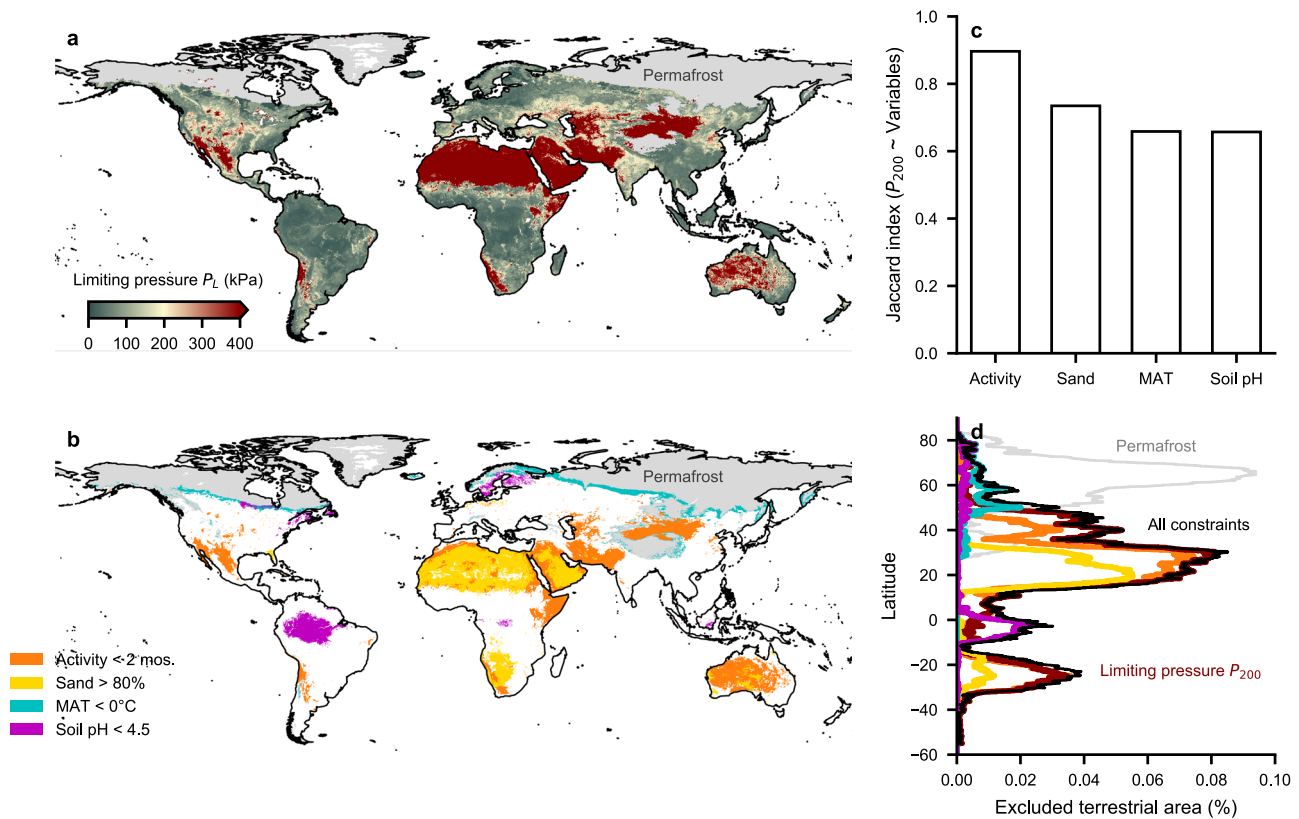 a
Permafrost
Limiting pressure P_L (kPa)
0 100 200 300 400
b
Permafrost
Activity < 2 mos.
Sand > 80%
MAT < 0°C
Soil pH < 4.5
c
Jaccard index (P_200 ~ Variables)
1.0
0.8
0.6
0.4
0.2
0.0
Activity Sand MAT Soil pH
d
Permafrost
All constraints
Limiting pressure P_200
Latitude
80
60
40
20
0
−20
−40
−60
0.00 0.02 0.04 0.06 0.08 0.10
Excluded terrestrial area (%)